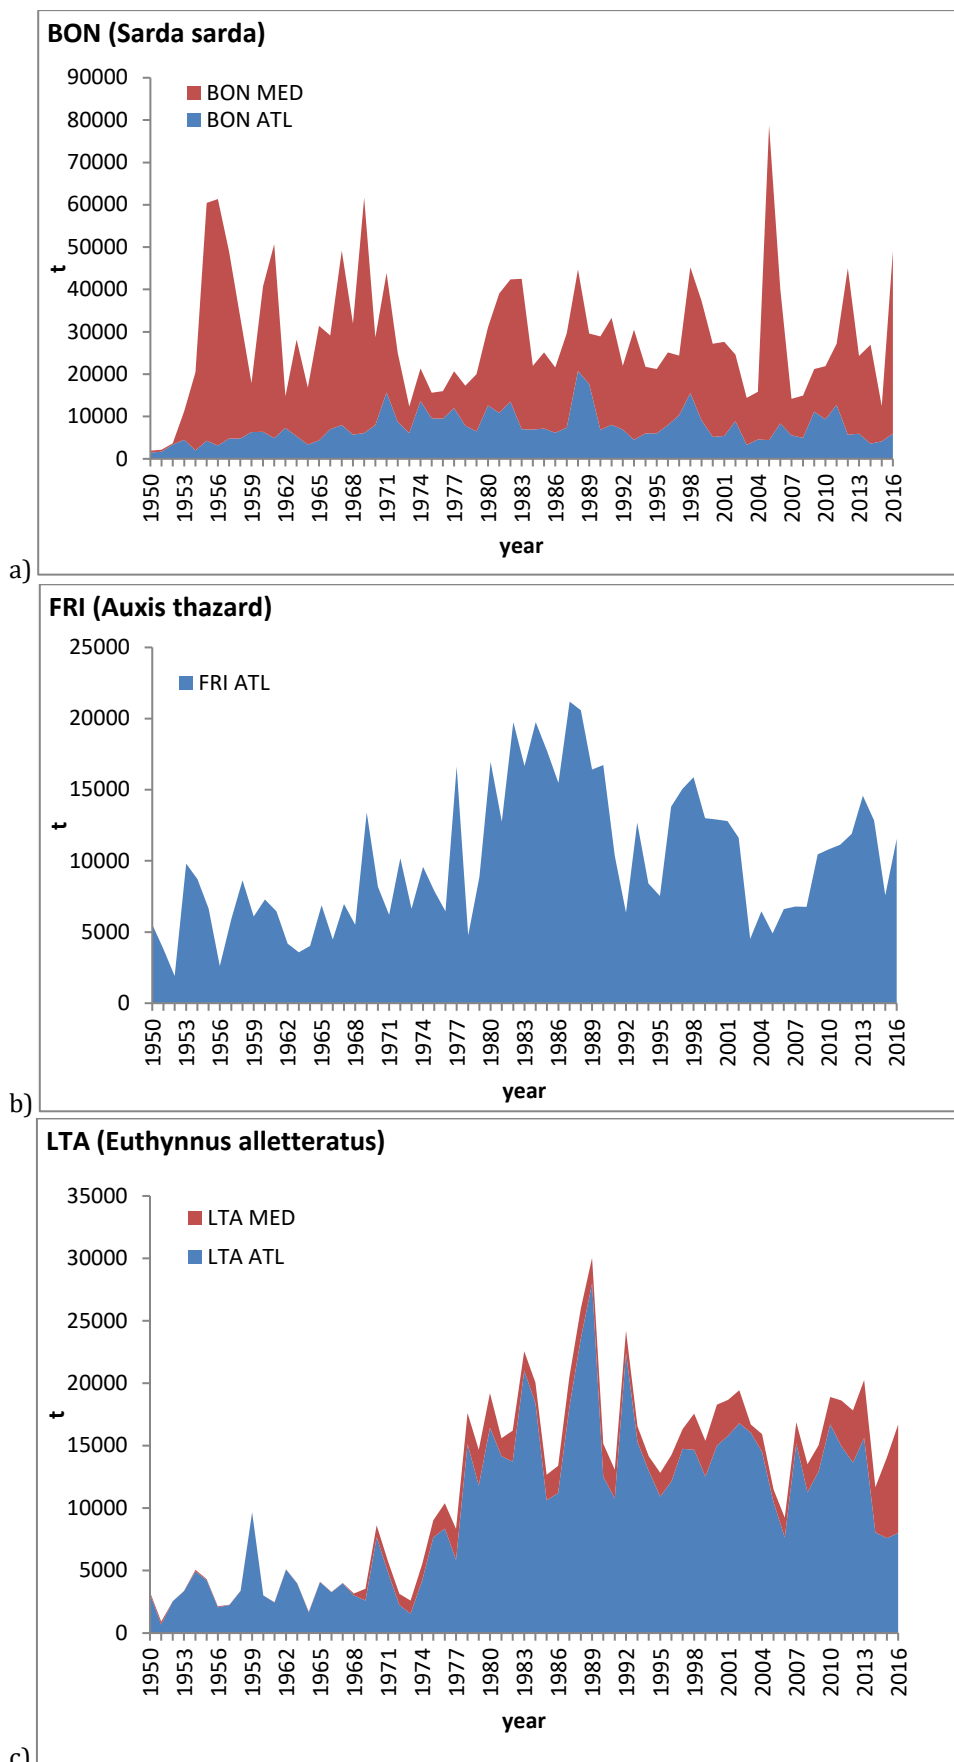 BON (Sarda sarda)
90000
80000
70000
60000
50000
40000
30000
20000
10000
0
t
BON MED
BON ATL
1950 1953 1956 1959 1962 1965 1968 1971 1974 1977 1980 1983 1986 1989 1992 1995 1998 2001 2004 2007 2010 2013 2016
year
a)
FRI (Auxis thazard)
25000
20000
15000
10000
5000
0
t
FRI ATL
1950 1953 1956 1959 1962 1965 1968 1971 1974 1977 1980 1983 1986 1989 1992 1995 1998 2001 2004 2007 2010 2013 2016
year
b)
LTA (Euthynnus alletteratus)
35000
30000
25000
20000
15000
10000
5000
0
t
LTA MED
LTA ATL
1950 1953 1956 1959 1962 1965 1968 1971 1974 1977 1980 1983 1986 1989 1992 1995 1998 2001 2004 2007 2010 2013 2016
year
c)